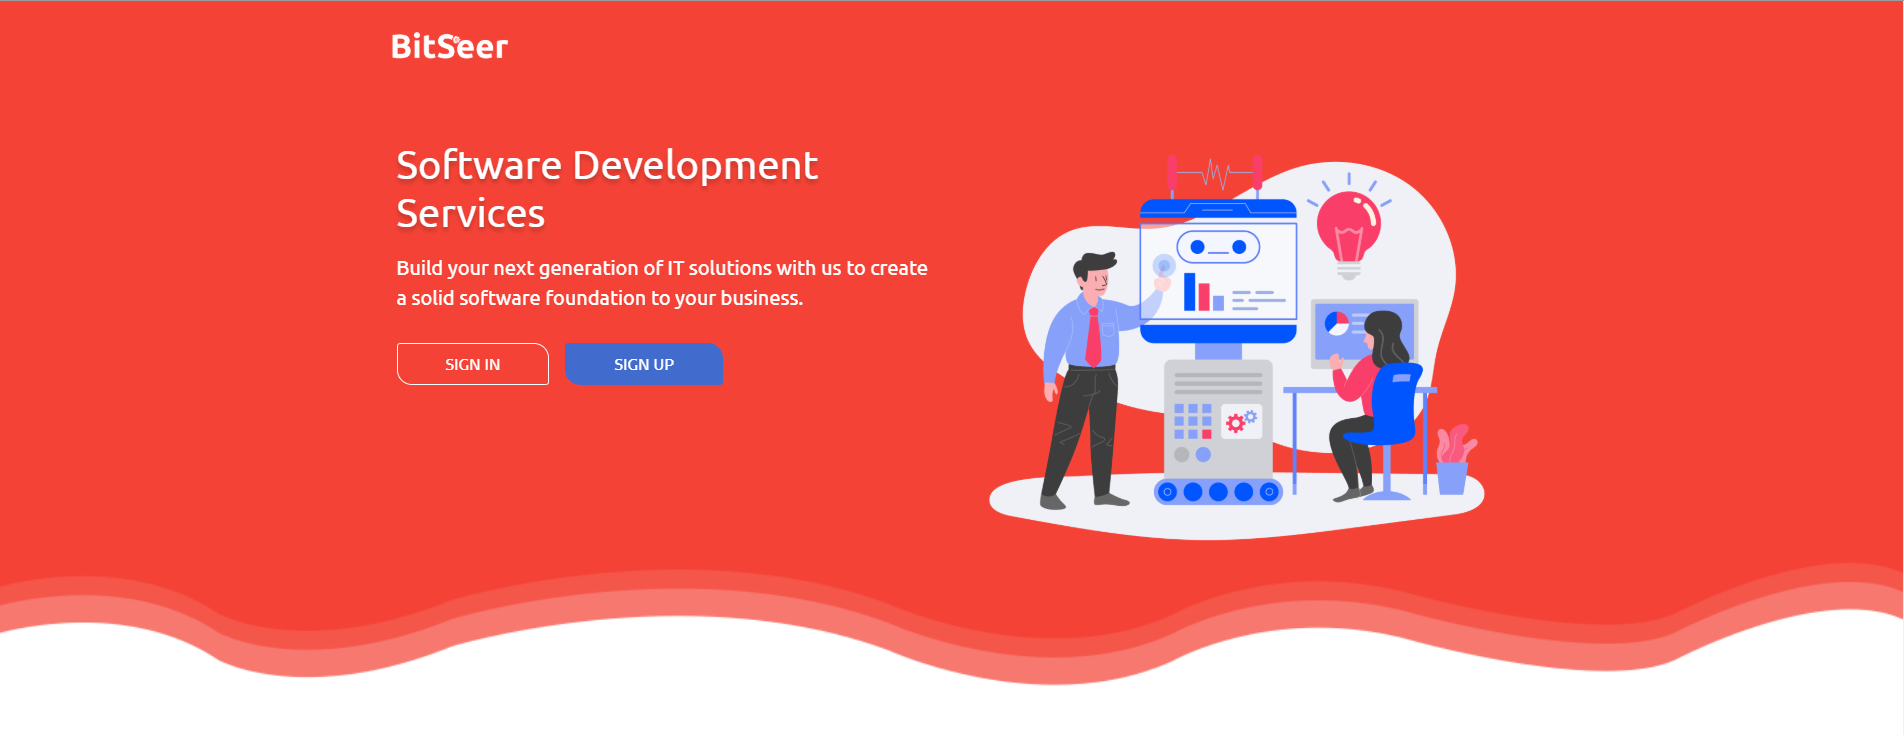 BitSeer
Software Development
Services
Build your next generation of IT solutions with us to create
a solid software foundation to your business.
SIGN IN
SIGN UP